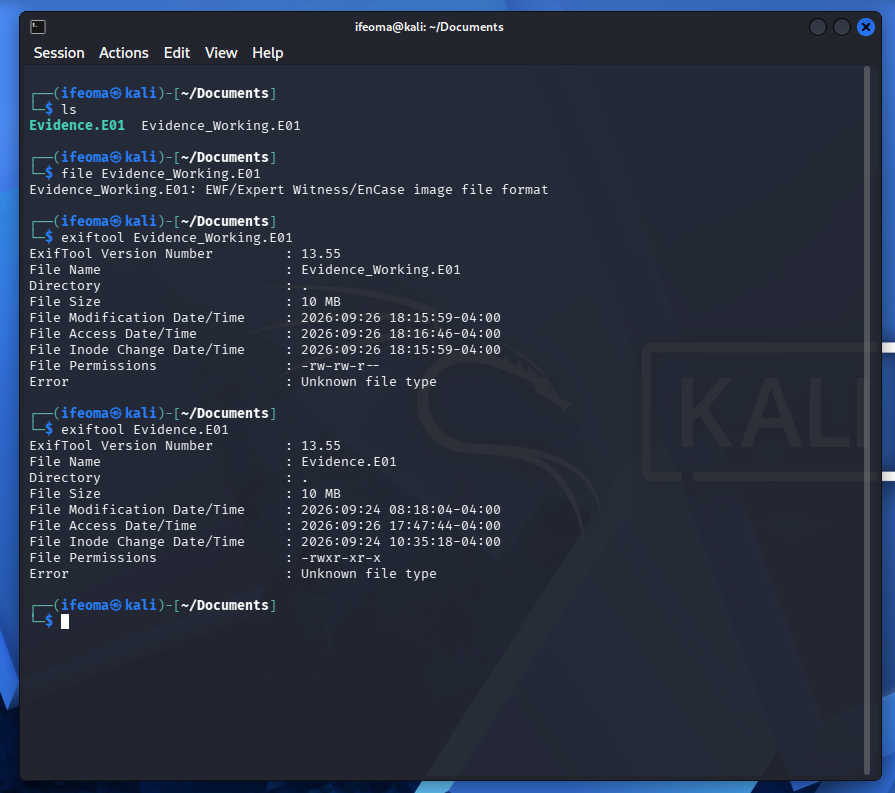 ifeoma@kali: ~/Documents
Session Actions Edit View Help
┌──(ifeoma㉿kali)-[~/Documents]
└─$ ls
Evidence.E01  Evidence_Working.E01
┌──(ifeoma㉿kali)-[~/Documents]
└─$ file Evidence_Working.E01
Evidence_Working.E01: EWF/Expert Witness/EnCase image file format
┌──(ifeoma㉿kali)-[~/Documents]
└─$ exiftool Evidence_Working.E01
ExifTool Version Number         : 13.55
File Name                       : Evidence_Working.E01
Directory                       : .
File Size                       : 10 MB
File Modification Date/Time     : 2026:09:26 18:15:59-04:00
File Access Date/Time           : 2026:09:26 18:16:46-04:00
File Inode Change Date/Time     : 2026:09:26 18:15:59-04:00
File Permissions                : -rw-rw-r--
Error                           : Unknown file type
┌──(ifeoma㉿kali)-[~/Documents]
└─$ exiftool Evidence.E01
ExifTool Version Number         : 13.55
File Name                       : Evidence.E01
Directory                       : .
File Size                       : 10 MB
File Modification Date/Time     : 2026:09:24 08:18:04-04:00
File Access Date/Time           : 2026:09:26 17:47:44-04:00
File Inode Change Date/Time     : 2026:09:24 10:35:18-04:00
File Permissions                : -rwxr-xr-x
Error                           : Unknown file type
┌──(ifeoma㉿kali)-[~/Documents]
└─$
KALI